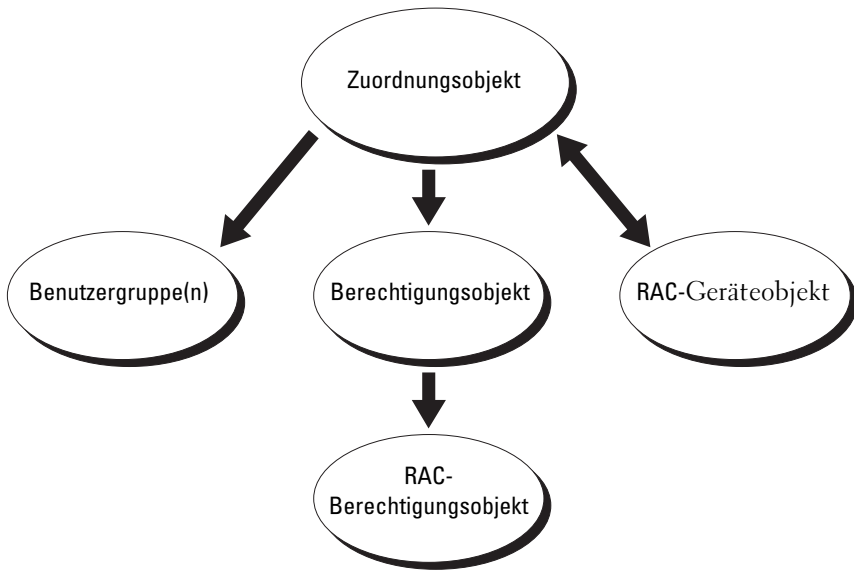 Zuordnungsobjekt
Benutzergruppe(n)
Berechtigungsobjekt
RAC-Geräteobjekt
RAC-
Berechtigungsobjekt